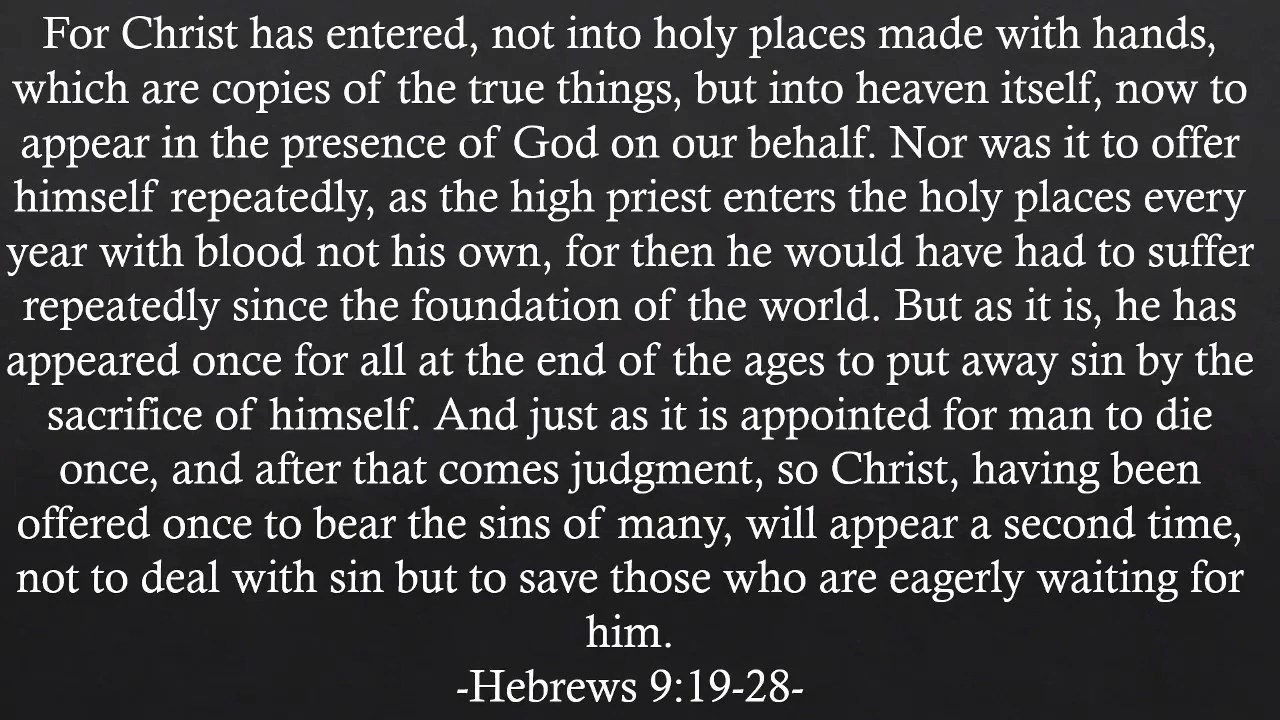 For Christ has entered, not into holy places made with hands,
which are copies of the true things, but into heaven itself, now to
appear in the presence of God on our behalf. Nor was it to offer
himself repeatedly, as the high priest enters the holy places every
year with blood not his own, for then he would have had to suffer
repeatedly since the foundation of the world. But as it is, he has
appeared once for all at the end of the ages to put away sin by the
sacrifice of himself. And just as it is appointed for man to die
once, and after that comes judgment, so Christ, having been
offered once to bear the sins of many, will appear a second time,
not to deal with sin but to save those who are eagerly waiting for
him.
-Hebrews 9:19-28-